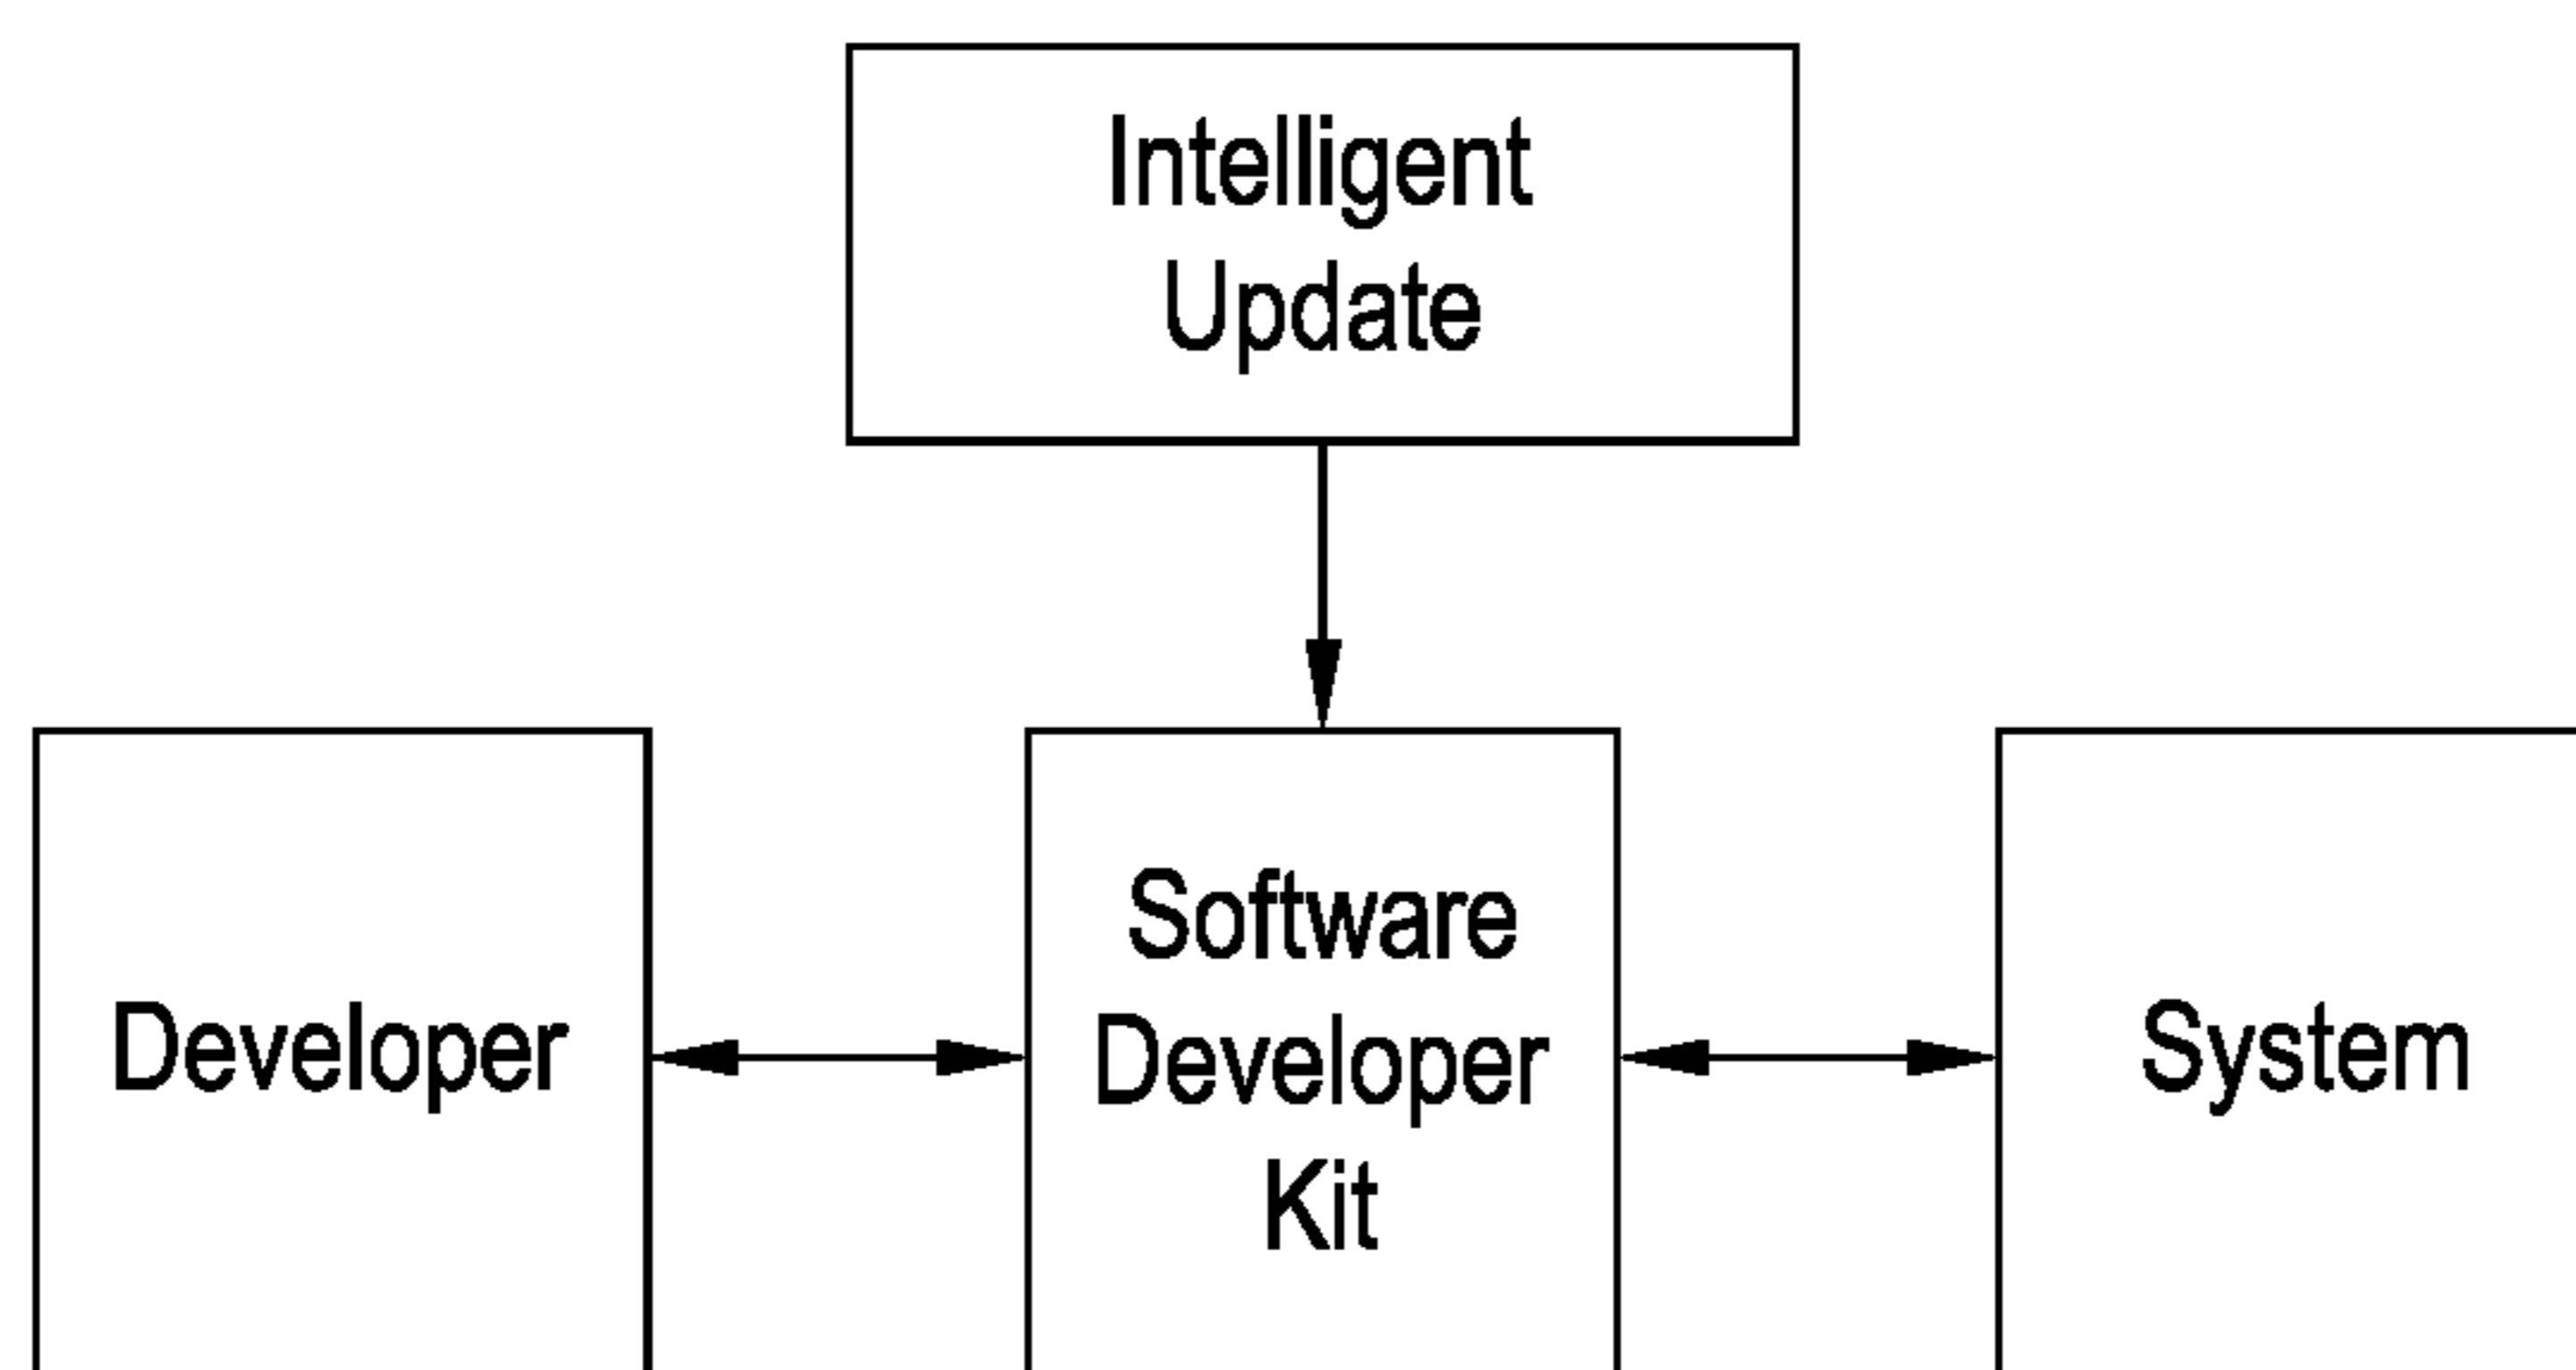 Intelligent
Update
Software
Developer
Kit
Developer
System